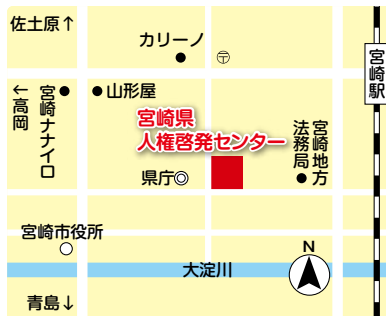 佐土原↑
カリーノ
〒
宮崎駅
←高岡
宮崎ナナイロ
山形屋
宮崎県
人権啓発センター
県庁
宮崎地方
法務局
宮崎市役所
N
大淀川
青島↓